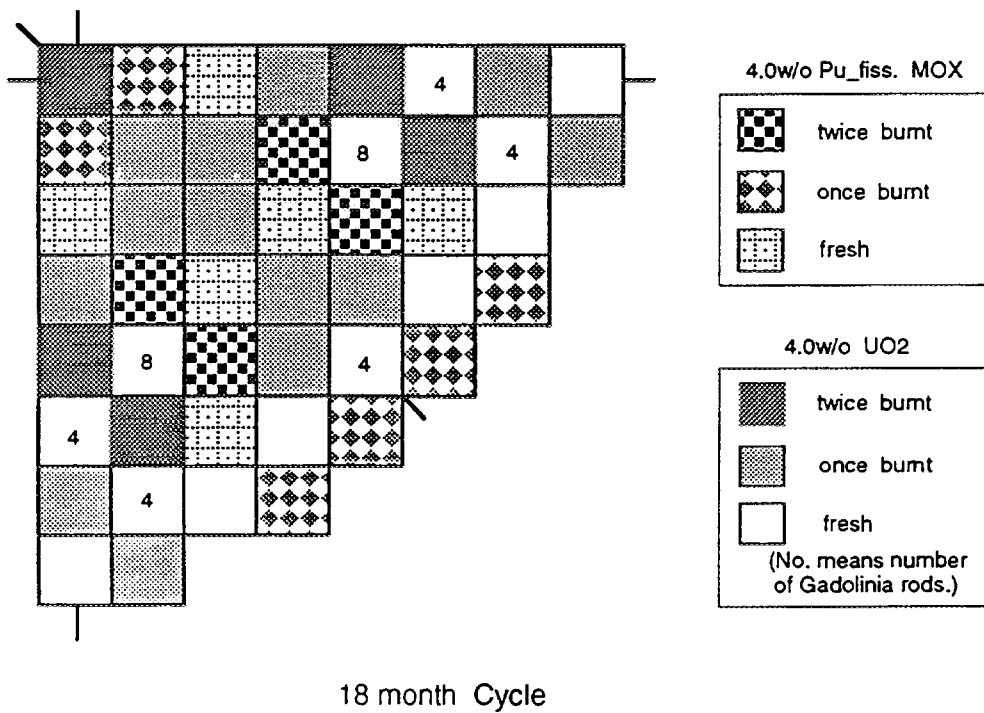 4
8
4
8
4
4
4
4.0w/o Pu_fiss. MOX
twice burnt
once burnt
fresh
4.0w/o UO2
twice burnt
once burnt
fresh
(No. means number
of Gadolinia rods.)
18 month Cycle